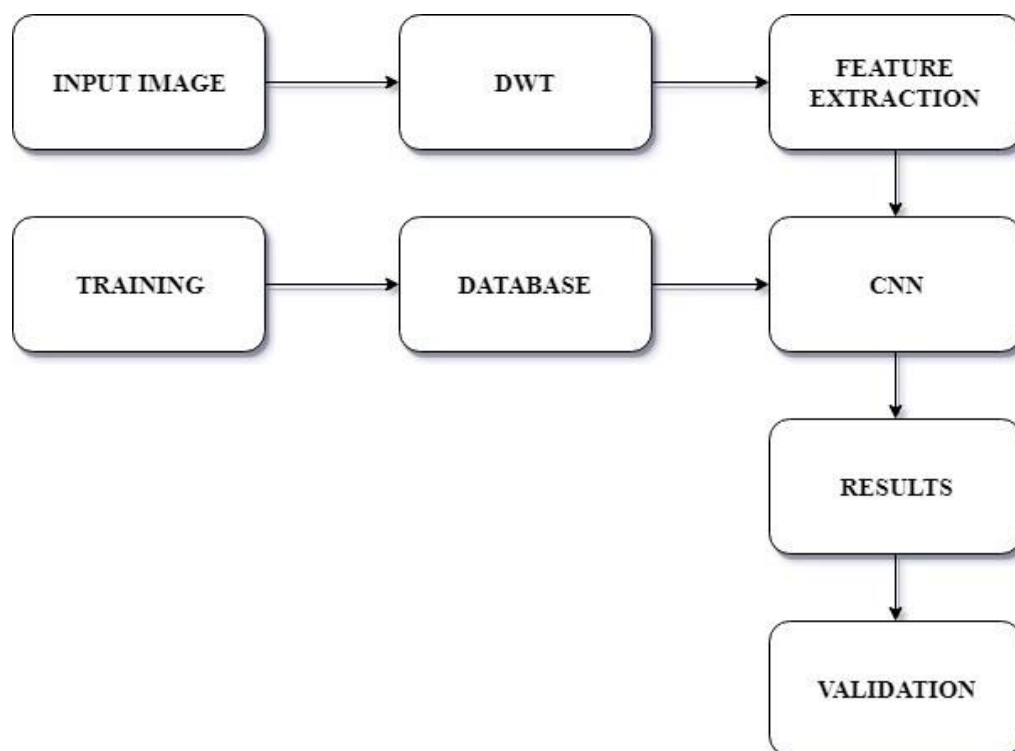 INPUT IMAGE
DWT
FEATURE
EXTRACTION
TRAINING
DATABASE
CNN
RESULTS
VALIDATION